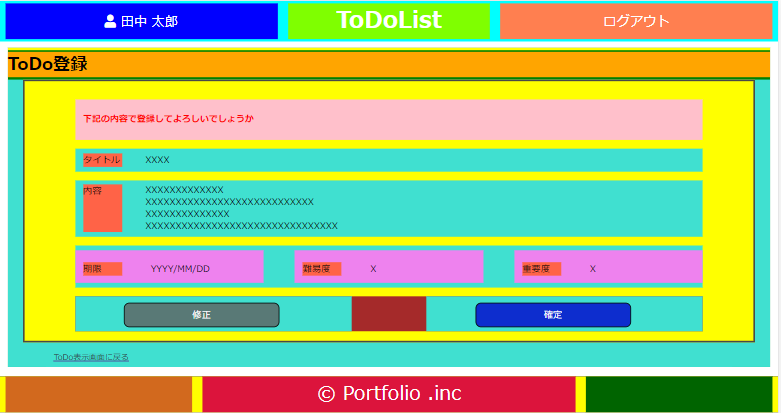 田中 太郎
ToDoList
ログアウト
ToDo登録
下記の内容で登録してよろしいでしょうか
タイトル XXXX
内容 XXXXXXXXXXXXX
XXXXXXXXXXXXXXXXXXXXXXXXXXXX
XXXXXXXXXXXXXX
XXXXXXXXXXXXXXXXXXXXXXXXXXXXXXXX
期限 YYYY/MM/DD 難易度 X 重要度 X
修正 確定
ToDo表示画面に戻る
© Portfolio .inc